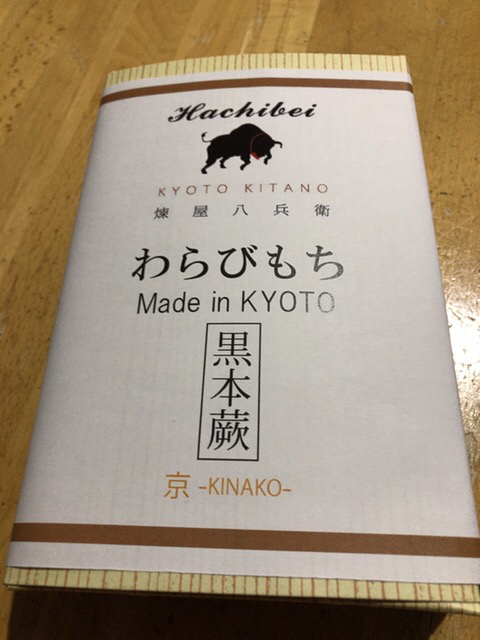 Hachibei
KYOTO KITANO
煉屋八兵衛
わらびもち
Made in KYOTO
黒本蕨
京 -KINAKO-